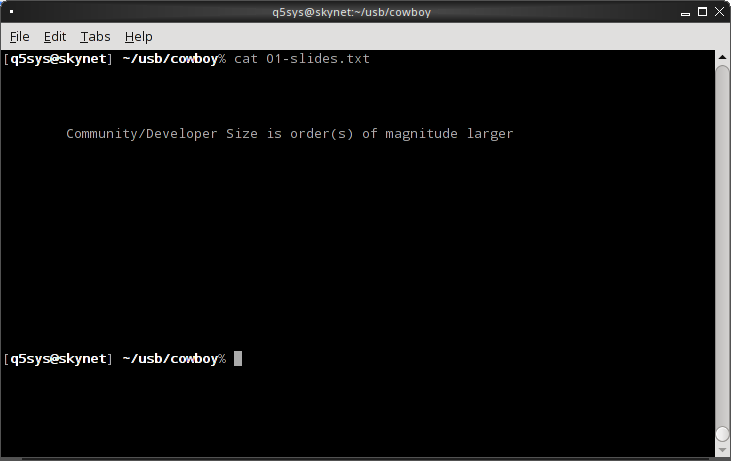 q5sys@skynet:~/usb/cowboy
File Edit Tabs Help
[q5sys@skynet] ~/usb/cowboy% cat 01-slides.txt
Community/Developer Size is order(s) of magnitude larger
[q5sys@skynet] ~/usb/cowboy%